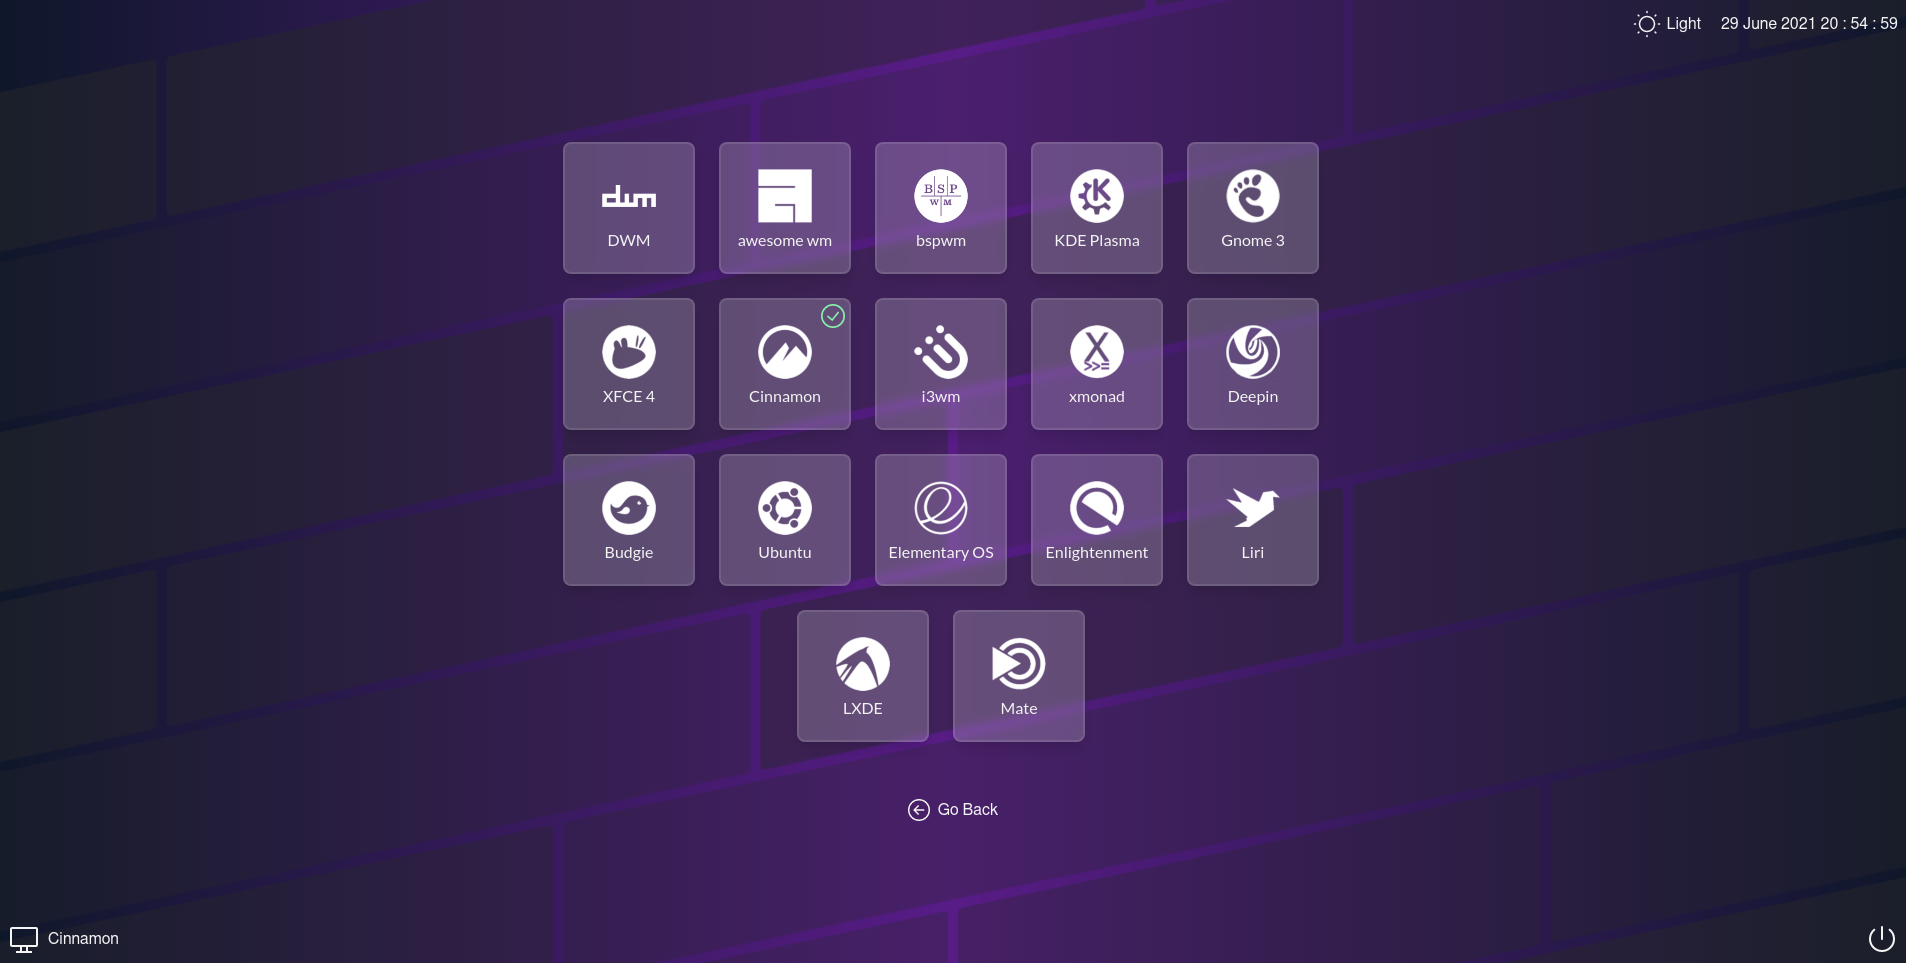 Light 29 June 2021 20 : 54 : 59
dwm
BSP
WM
K
DWM awesome wm bspwm KDE Plasma Gnome 3
X
>>=
XFCE 4 Cinnamon i3wm xmonad Deepin
Budgie Ubuntu Elementary OS Enlightenment Liri
LXDE Mate
Go Back
Cinnamon